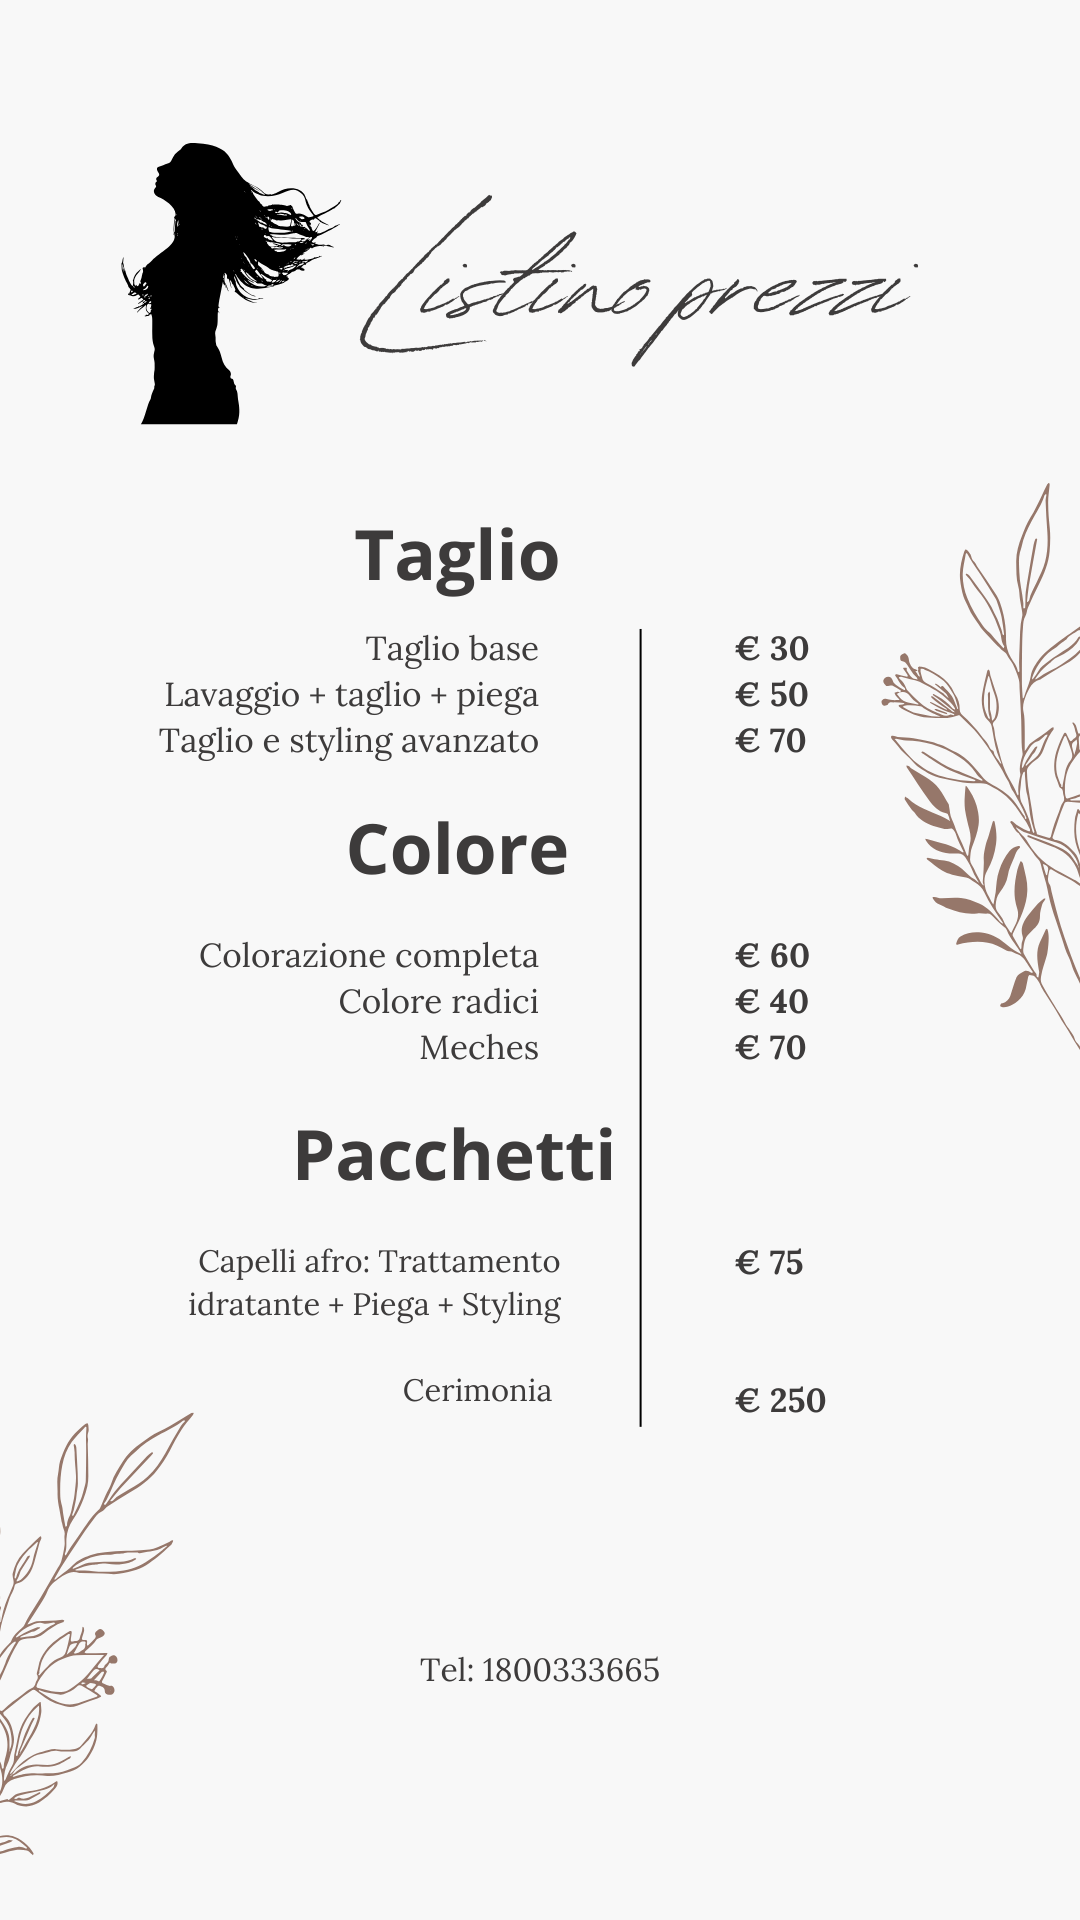 Listino prezzi
Taglio
Taglio base € 30
Lavaggio + taglio + piega € 50
Taglio e styling avanzato € 70
Colore
Colorazione completa € 60
Colore radici € 40
Meches € 70
Pacchetti
Capelli afro: Trattamento € 75
idratante + Piega + Styling
Cerimonia € 250
Tel: 1800333665